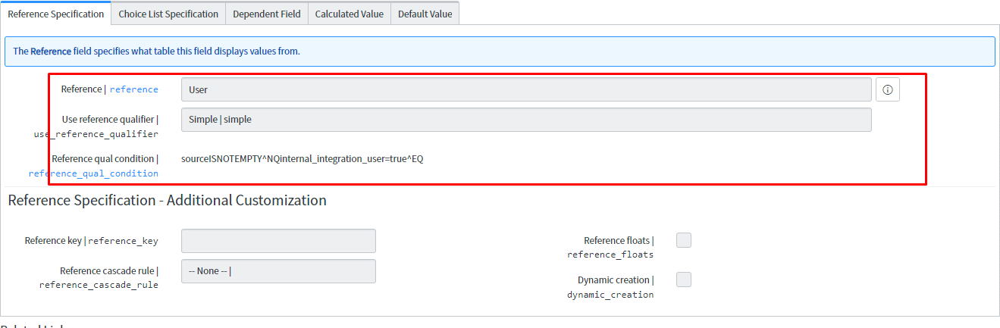 Reference Specification Choice List Specification Dependent Field Calculated Value Default Value
The Reference field specifies what table this field displays values from.
Reference | reference User
Use reference qualifier | Simple | simple
use_reference_qualifier
Reference qual condition | sourceISNOTEMPTY^NQinternal_integration_user=true^EQ
reference_qual_condition
Reference Specification - Additional Customization
Reference key | reference_key Reference floats |
reference_floats
Reference cascade rule | -- None -- |
reference_cascade_rule Dynamic creation |
dynamic_creation